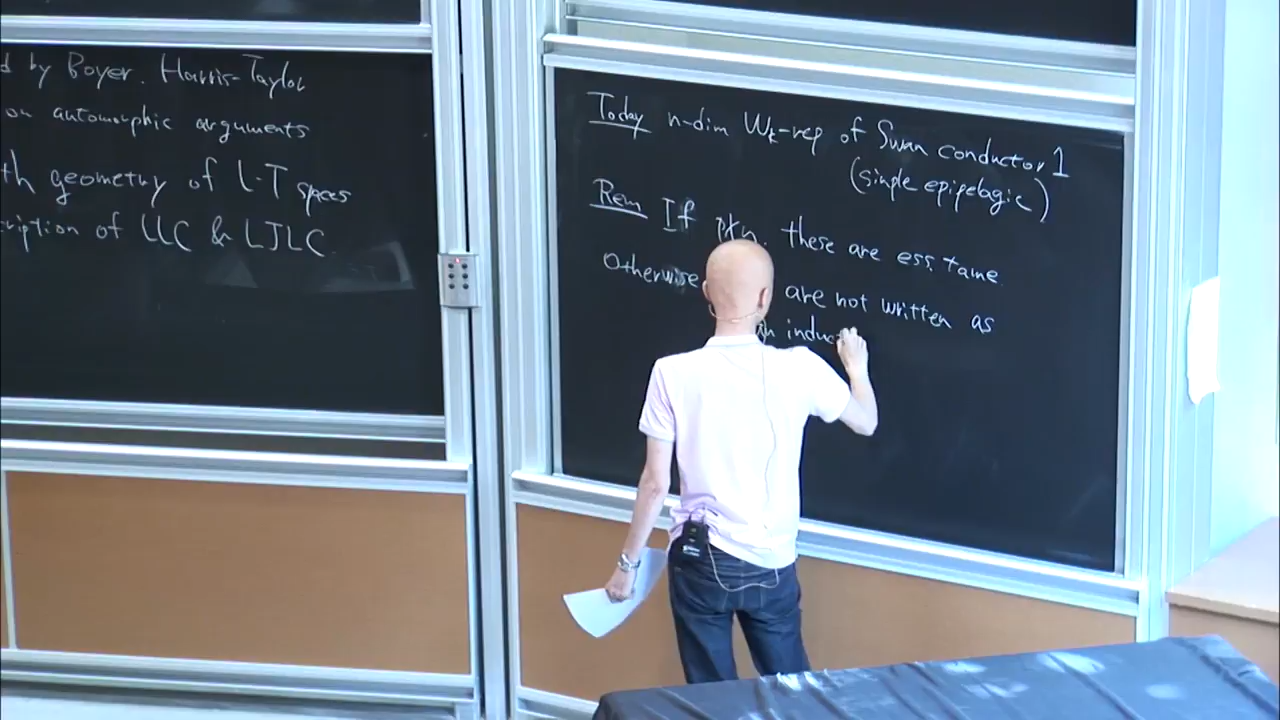 d by Boyer. Harris-Taylor
on automorphic arguments
th geometry of L-T spaces
ription of LLC & LJLC.
Today n-dim W_k-rep of Swan conductor 1
(simple epipelagic)
Rem If p∤n, these are ess. tame.
Otherwise are not written as
induc